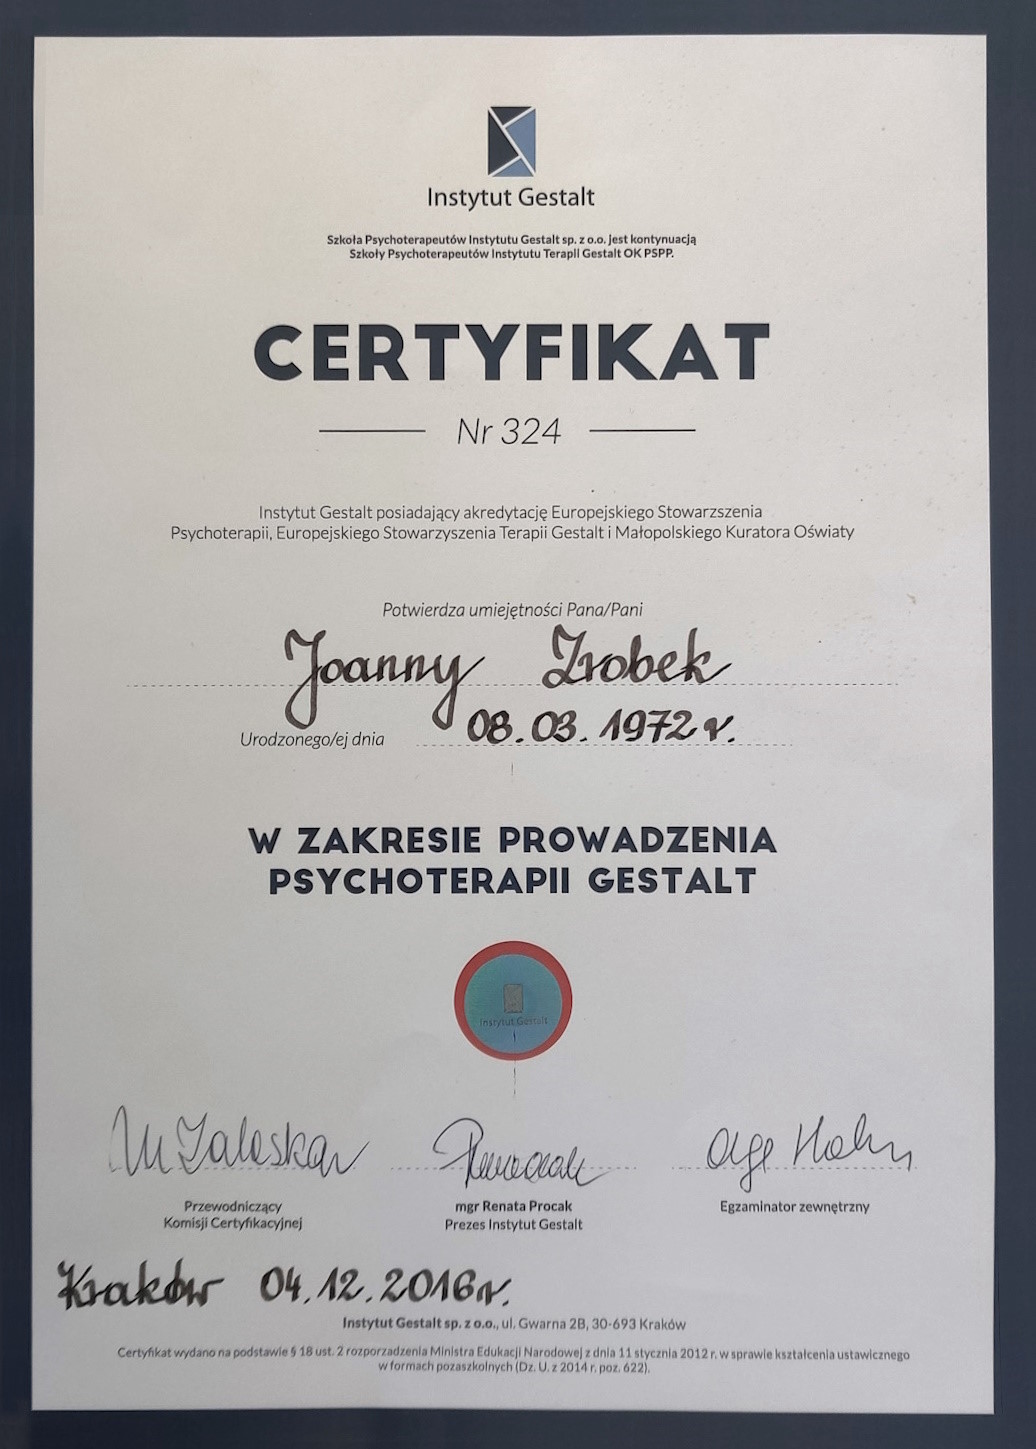 Instytut Gestalt
Szkoła Psychoterapeutów Instytutu Gestalt sp. z o.o. jest kontynuacją
Szkoły Psychoterapeutów Instytutu Terapii Gestalt OK PSPP.
CERTYFIKAT
Nr 324
Instytut Gestalt posiadający akredytację Europejskiego Stowarzszenia
Psychoterapii, Europejskiego Stowarzyszenia Terapii Gestalt i Małopolskiego Kuratora Oświaty
Potwierdza umiejętności Pana/Pani
Joanny Zrobek
Urodzonego/ej dnia 08.03.1972 r.
W ZAKRESIE PROWADZENIA
PSYCHOTERAPII GESTALT
Instytut Gestalt
M Zaleska
Przewodniczący
Komisji Certyfikacyjnej
mgr Renata Procak
Prezes Instytut Gestalt
Egzaminator zewnętrzny
Kraków 04.12.2016 r.
Instytut Gestalt sp. z o.o., ul. Gwarna 2B, 30-693 Kraków
Certyfikat wydano na podstawie § 18 ust. 2 rozporządzenia Ministra Edukacji Narodowej z dnia 11 stycznia 2012 r. w sprawie kształcenia ustawicznego
w formach pozaszkolnych (Dz. U. z 2014 r. poz. 622).